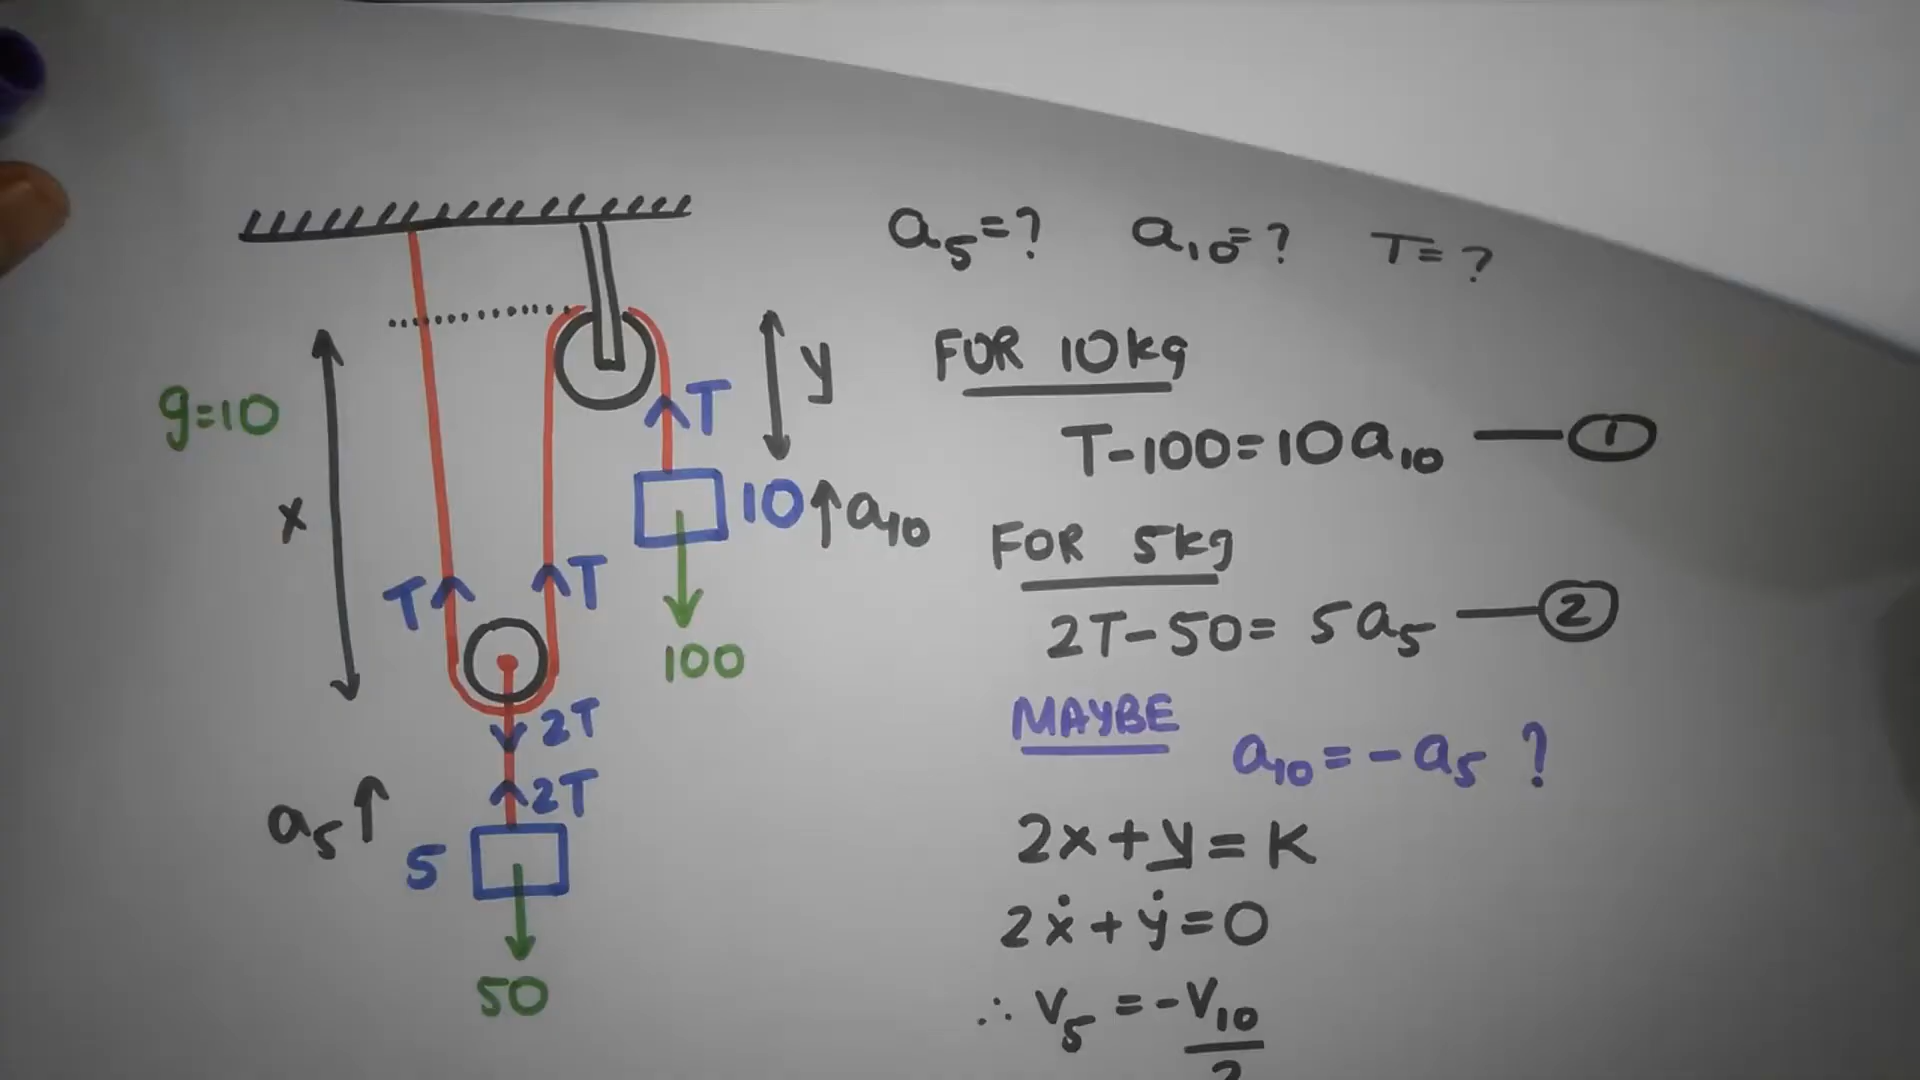 a₅=? a₁₀=? T=?
FOR 10kg
T-100=10a₁₀ — ①
FOR 5kg
2T-50= 5a₅ — ②
MAYBE a₁₀=-a₅ ?
2x+y=K
2ẋ+ẏ=0
∴ V₅ =-V₁₀/2
g=10
x
y
T
10↑a₁₀
T
T
100
2T
2T
a₅↑
5
50